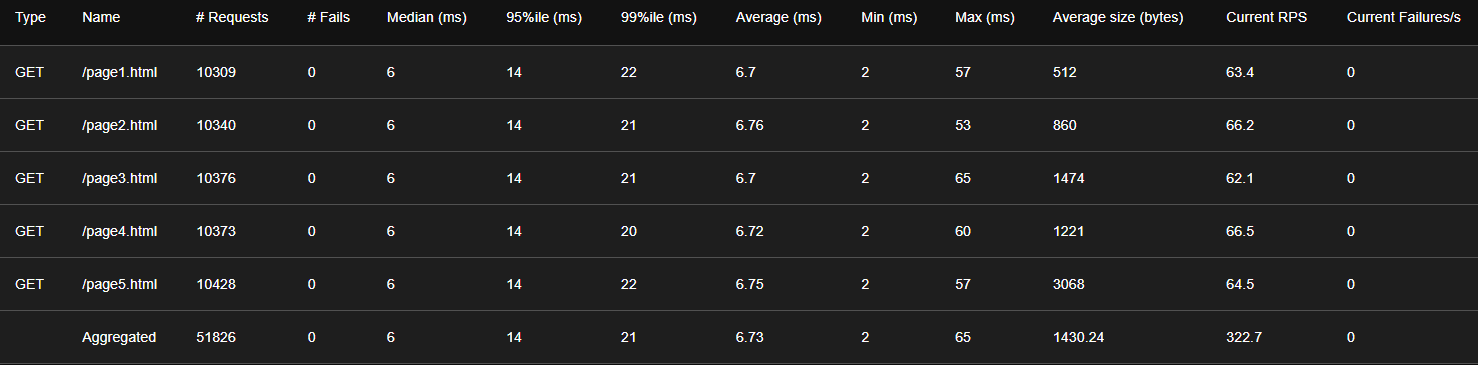 Type Name # Requests # Fails Median (ms) 95%ile (ms) 99%ile (ms) Average (ms) Min (ms) Max (ms) Average size (bytes) Current RPS Current Failures/s
GET /page1.html 10309 0 6 14 22 6.7 2 57 512 63.4 0
GET /page2.html 10340 0 6 14 21 6.76 2 53 860 66.2 0
GET /page3.html 10376 0 6 14 21 6.7 2 65 1474 62.1 0
GET /page4.html 10373 0 6 14 20 6.72 2 60 1221 66.5 0
GET /page5.html 10428 0 6 14 22 6.75 2 57 3068 64.5 0
Aggregated 51826 0 6 14 21 6.73 2 65 1430.24 322.7 0